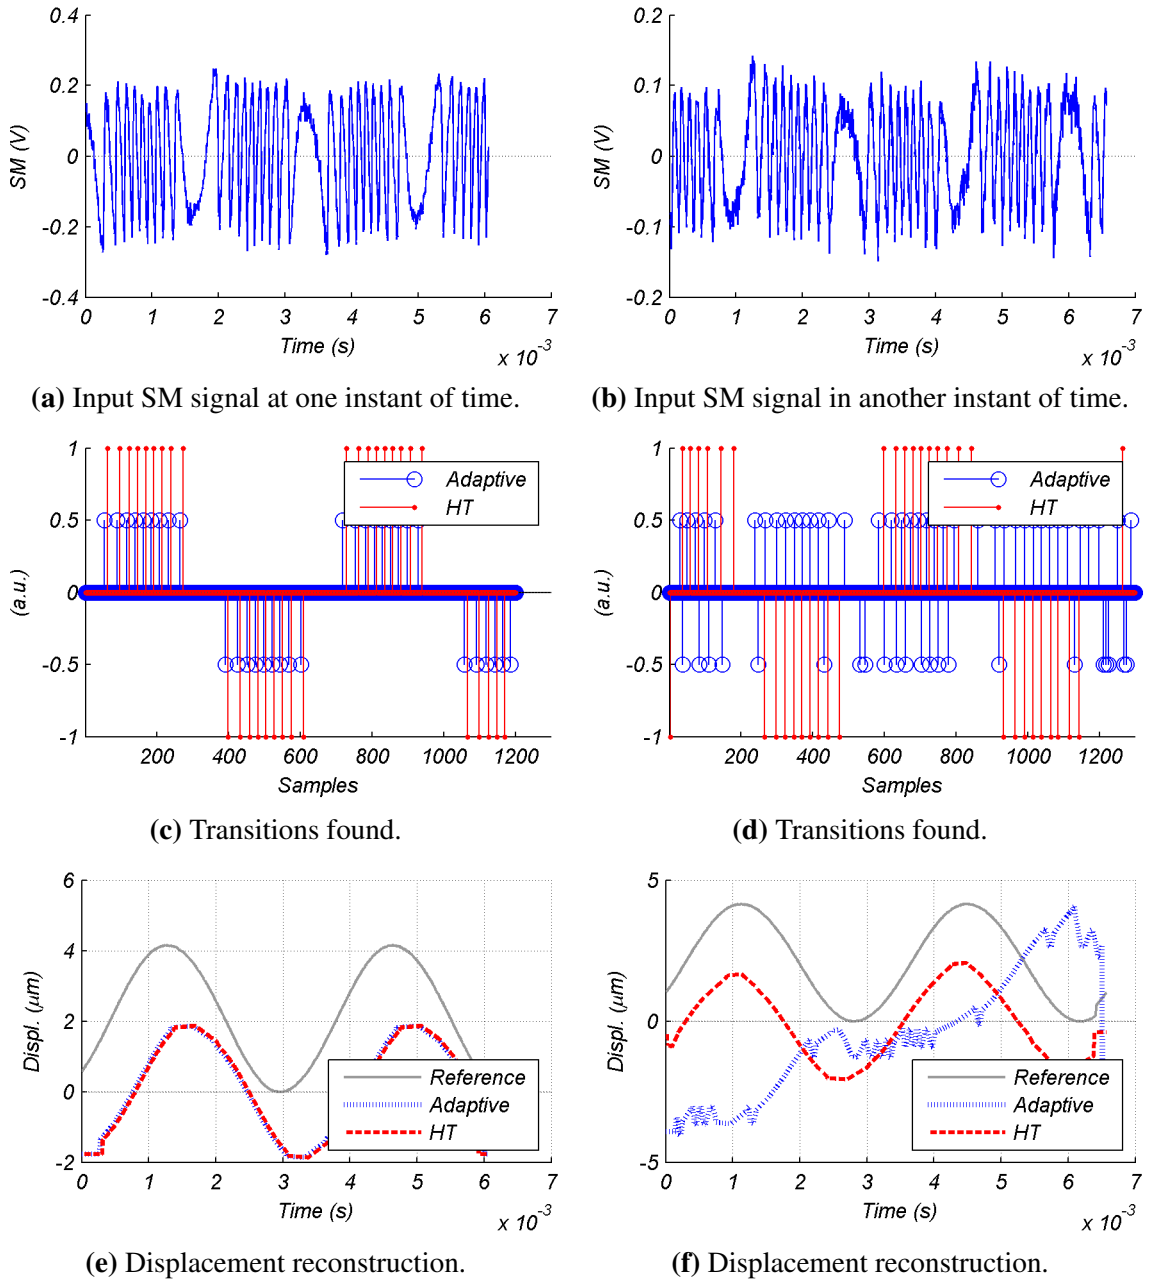 0.4
0.2
0
-0.2
-0.4
SM (V)
0 1 2 3 4 5 6 7
Time (s)
x 10-3
0.2
0.1
0
-0.1
-0.2
SM (V)
0 1 2 3 4 5 6 7
Time (s)
x 10-3
(a) Input SM signal at one instant of time.
(b) Input SM signal in another instant of time.
1
0.5
0
-0.5
-1
(a.u.)
Adaptive
HT
200 400 600 800 1000 1200
Samples
1
0.5
0
-0.5
-1
(a.u.)
Adaptive
HT
200 400 600 800 1000 1200
Samples
(c) Transitions found.
(d) Transitions found.
6
4
2
0
-2
Displ. (μm)
Reference
Adaptive
HT
0 1 2 3 4 5 6 7
Time (s)
x 10-3
5
0
-5
Displ. (μm)
Reference
Adaptive
HT
0 1 2 3 4 5 6 7
Time (s)
x 10-3
(e) Displacement reconstruction.
(f) Displacement reconstruction.